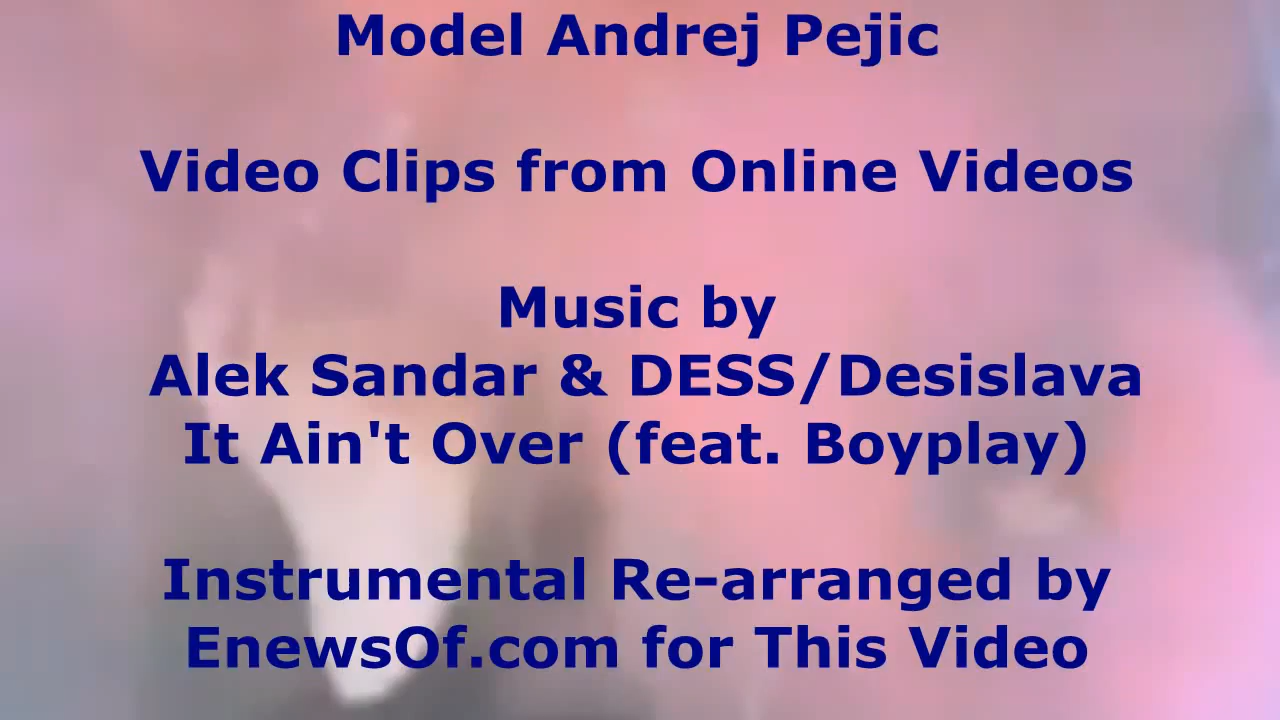 Model Andrej Pejic
Video Clips from Online Videos
Music by
Alek Sandar & DESS/Desislava
It Ain't Over (feat. Boyplay)
Instrumental Re-arranged by
EnewsOf.com for This Video